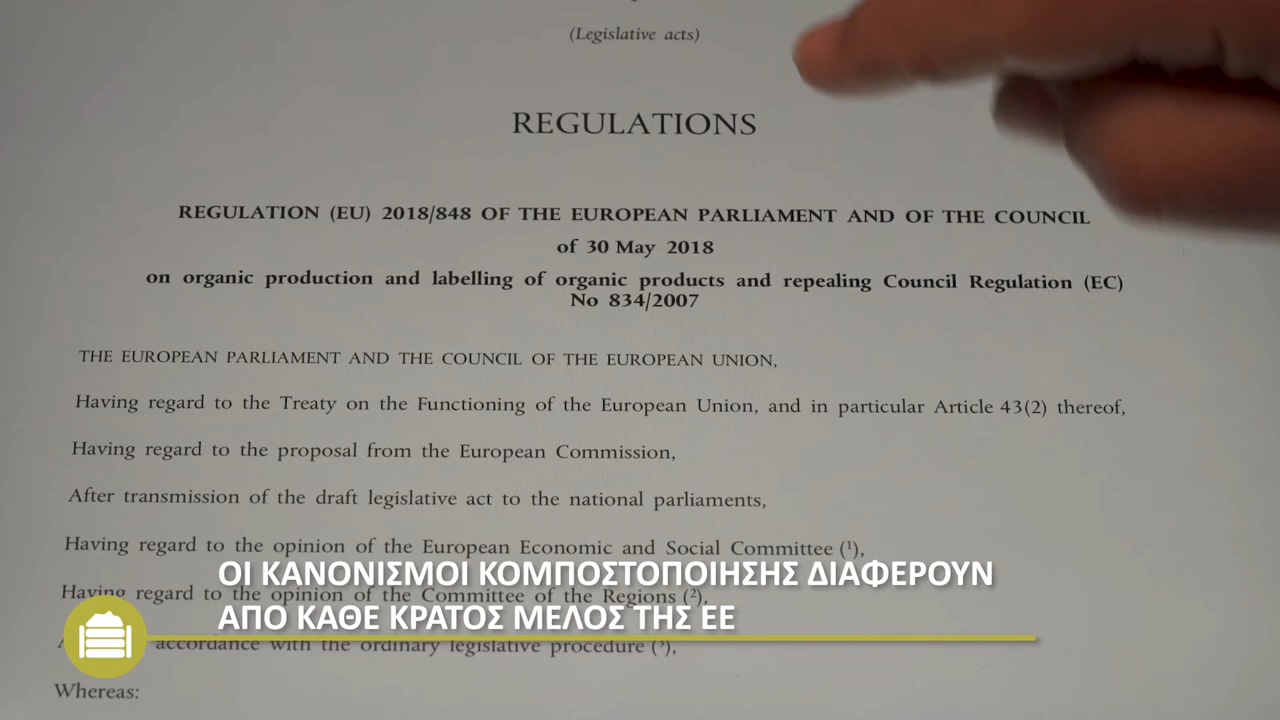 (Legislative acts)
REGULATIONS
REGULATION (EU) 2018/848 OF THE EUROPEAN PARLIAMENT AND OF THE COUNCIL
of 30 May 2018
on organic production and labelling of organic products and repealing Council Regulation (EC)
No 834/2007
THE EUROPEAN PARLIAMENT AND THE COUNCIL OF THE EUROPEAN UNION,
Having regard to the Treaty on the Functioning of the European Union, and in particular Article 43(2) thereof,
Having regard to the proposal from the European Commission,
After transmission of the draft legislative act to the national parliaments,
Having regard to the opinion of the European Economic and Social Committee (¹),
ΟΙ ΚΑΝΟΝΙΣΜΟΙ ΚΟΜΠΟΣΤΟΠΟΙΗΣΗΣ ΔΙΑΦΕΡΟΥΝ
Having regard to the opinion of the Committee of the Regions (²),
ΑΠΟ ΚΑΘΕ ΚΡΑΤΟΣ ΜΕΛΟΣ ΤΗΣ ΕΕ
accordance with the ordinary legislative procedure (³),
Whereas: